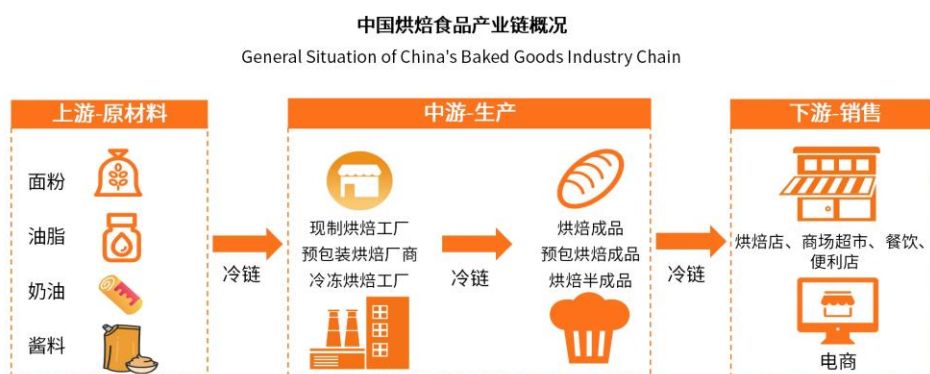 中国烘焙食品产业链概况
General Situation of China's Baked Goods Industry Chain
上游-原材料
面粉
油脂
奶油
酱料
冷链
中游-生产
现制烘焙工厂
预包装烘焙厂商
冷冻烘焙工厂
冷链
烘焙成品
预包烘焙成品
烘焙半成品
冷链
下游-销售
烘焙店、商场超市、餐饮、
便利店
电商